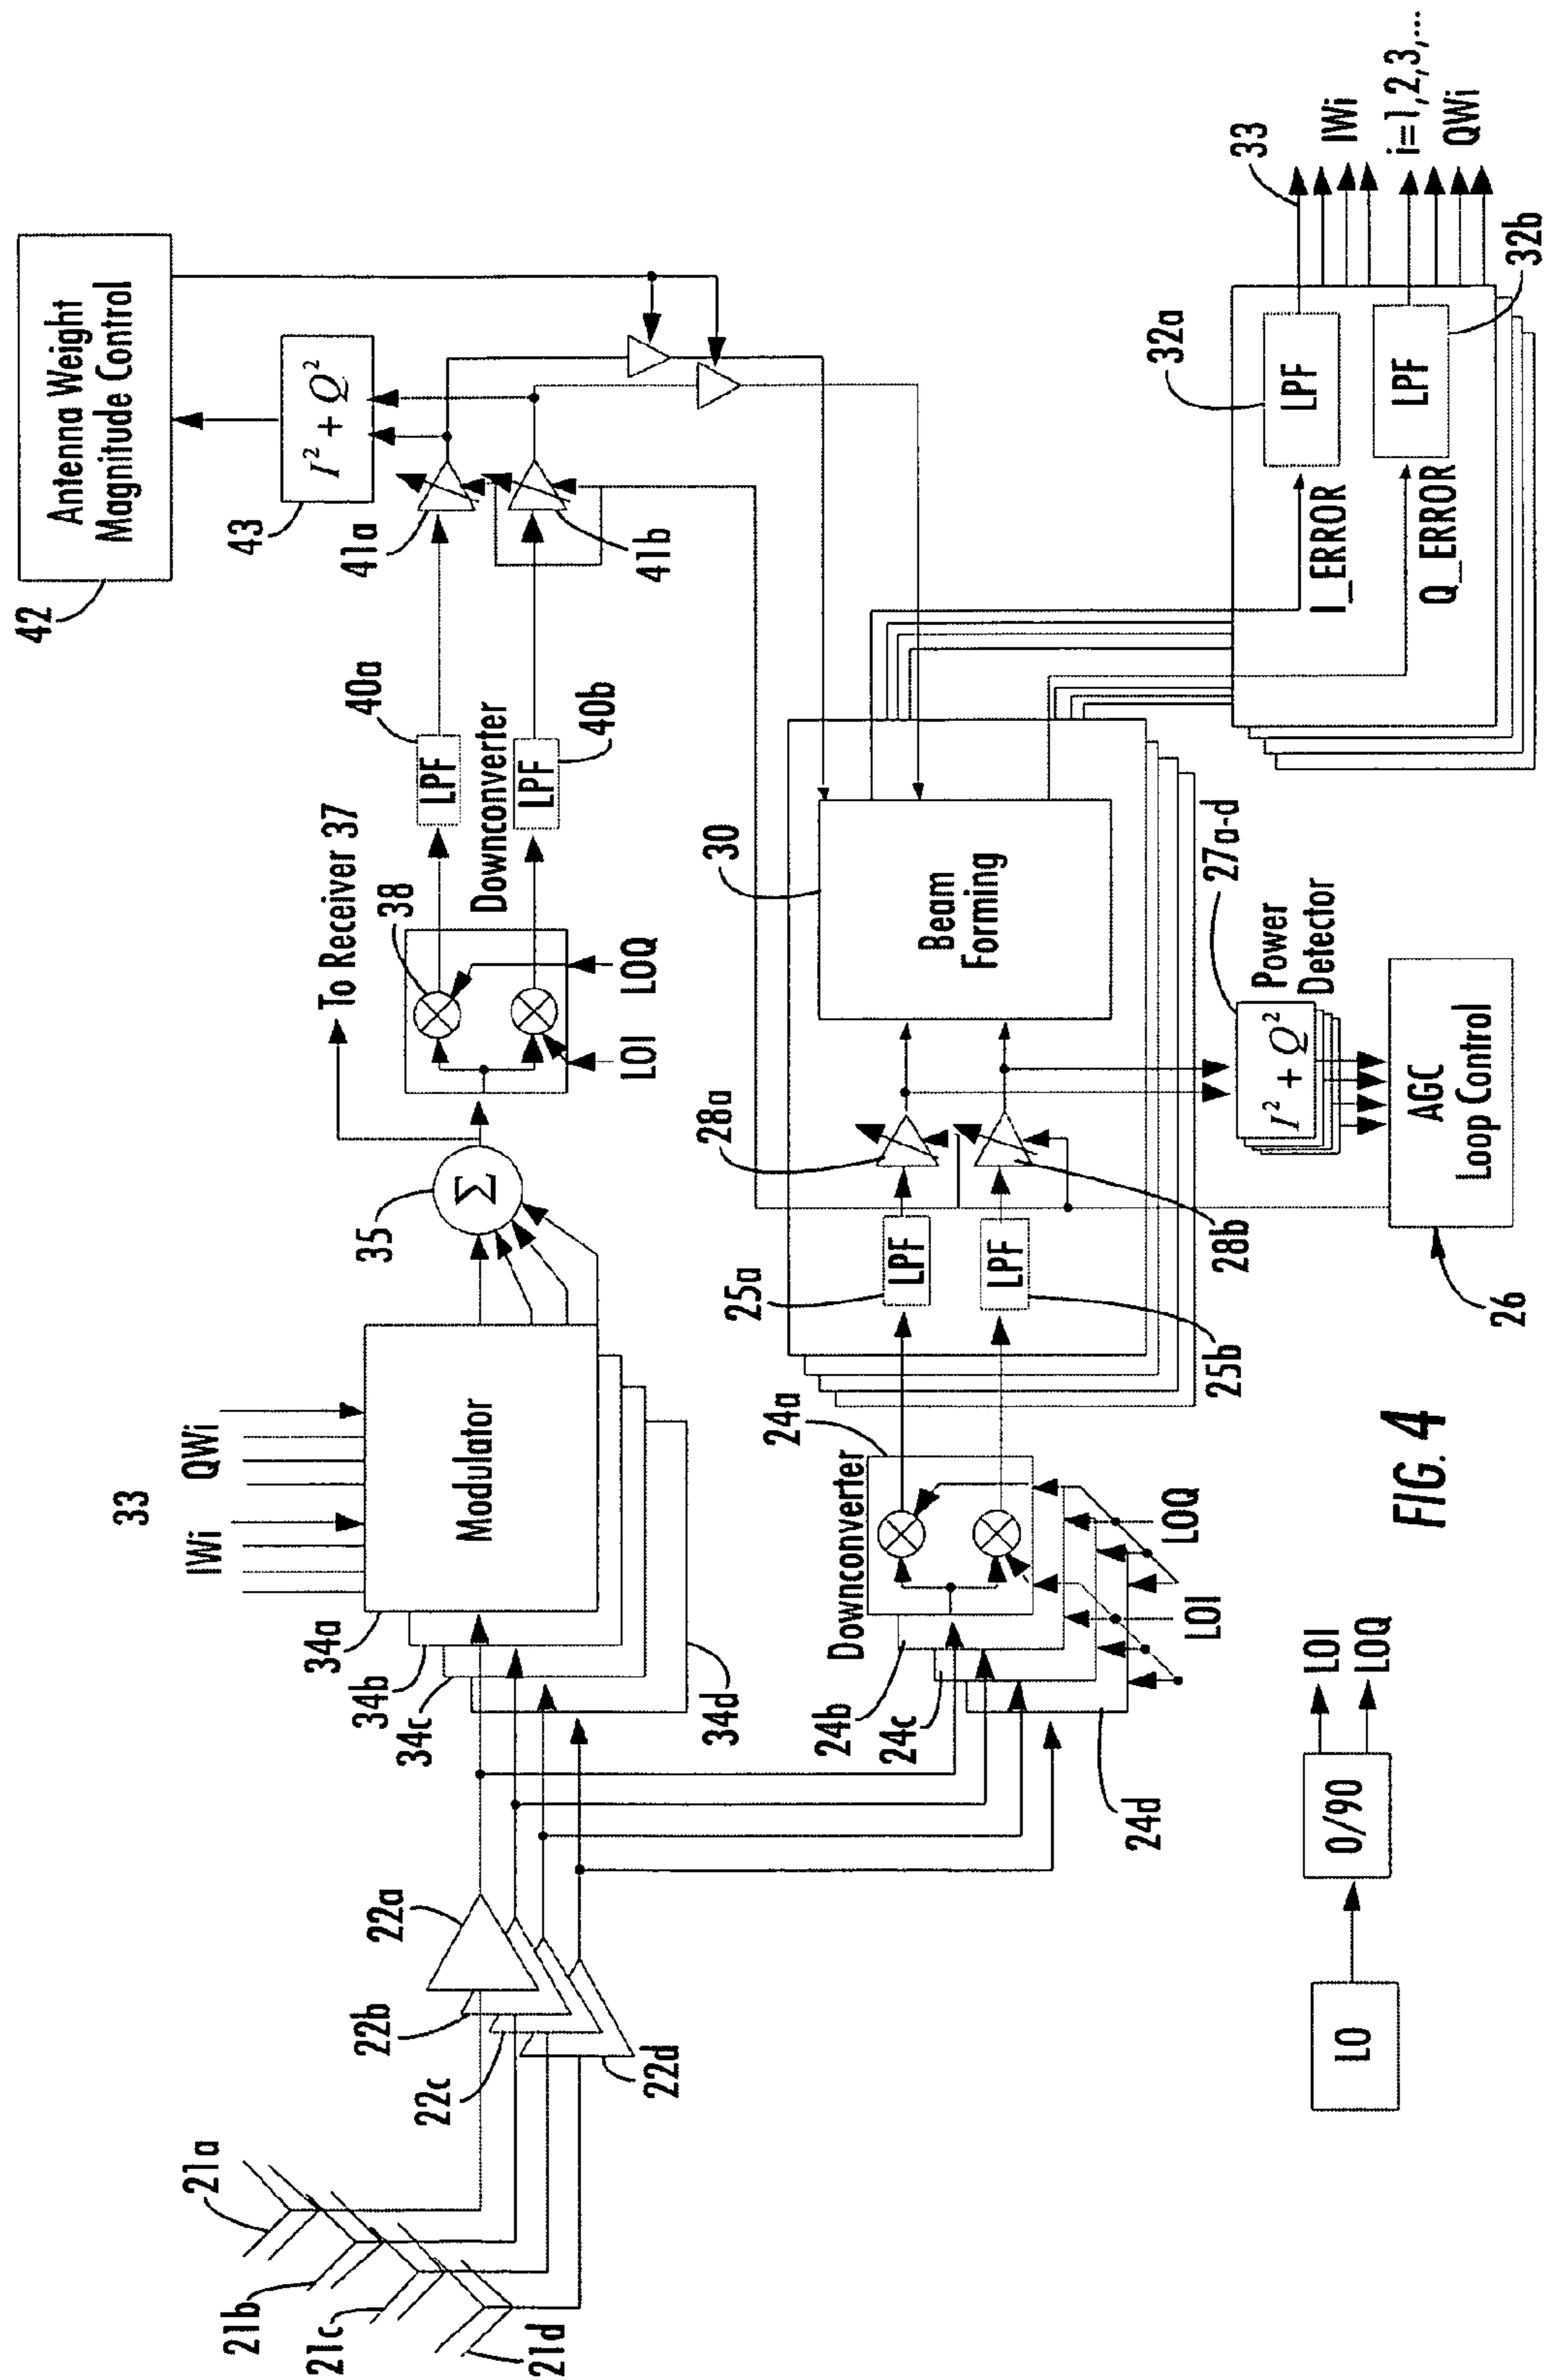 42
Antenna Weight
Magnitude Control
43
I² + Q²
41a
41b
40a
LPF
Downconverter
LPF
40b
To Receiver 37
38
LOI
LOQ
35
Σ
33
IWi
QWi
Modulator
34a
34b
34c
34d
21a
21b
21c
21d
22a
22b
22c
22d
Downconverter
24a
24b
24c
24d
LOI
LOQ
25a
LPF
LPF
25b
28a
28b
30
Beam
Forming
27a-d
Power
Detector
I² + Q²
AGC
Loop Control
26
32a
LPF
LPF
32b
I_ERROR
Q_ERROR
33
IWi
i=1,2,3,...
QWi
LO
0/90
LOI
LOQ
FIG. 4